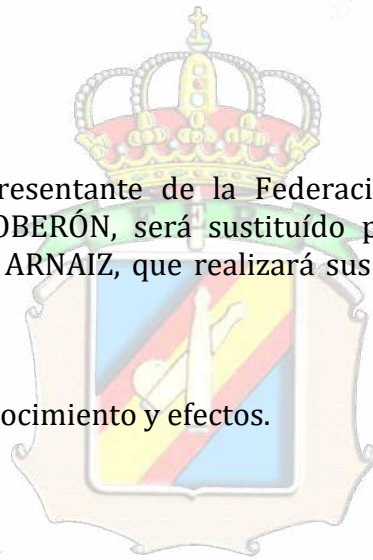 resentante de la Federaci
OBERÓN, será sustituído p
ARNAIZ, que realizará sus
ocimiento y efectos.